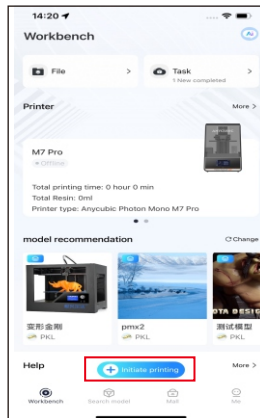 14:20
Workbench
Ai
File >
Task >
1 New completed
Printer More >
M7 Pro
Offline
Total printing time: 0 hour 0 min
Total Resin: 0ml
Printer type: Anycubic Photon Mono M7 Pro
model recommendation Change
变形金刚 pmx2 测试模型
PKL PKL PKL
Help Initiate printing More >
Workbench Search model Mall Me